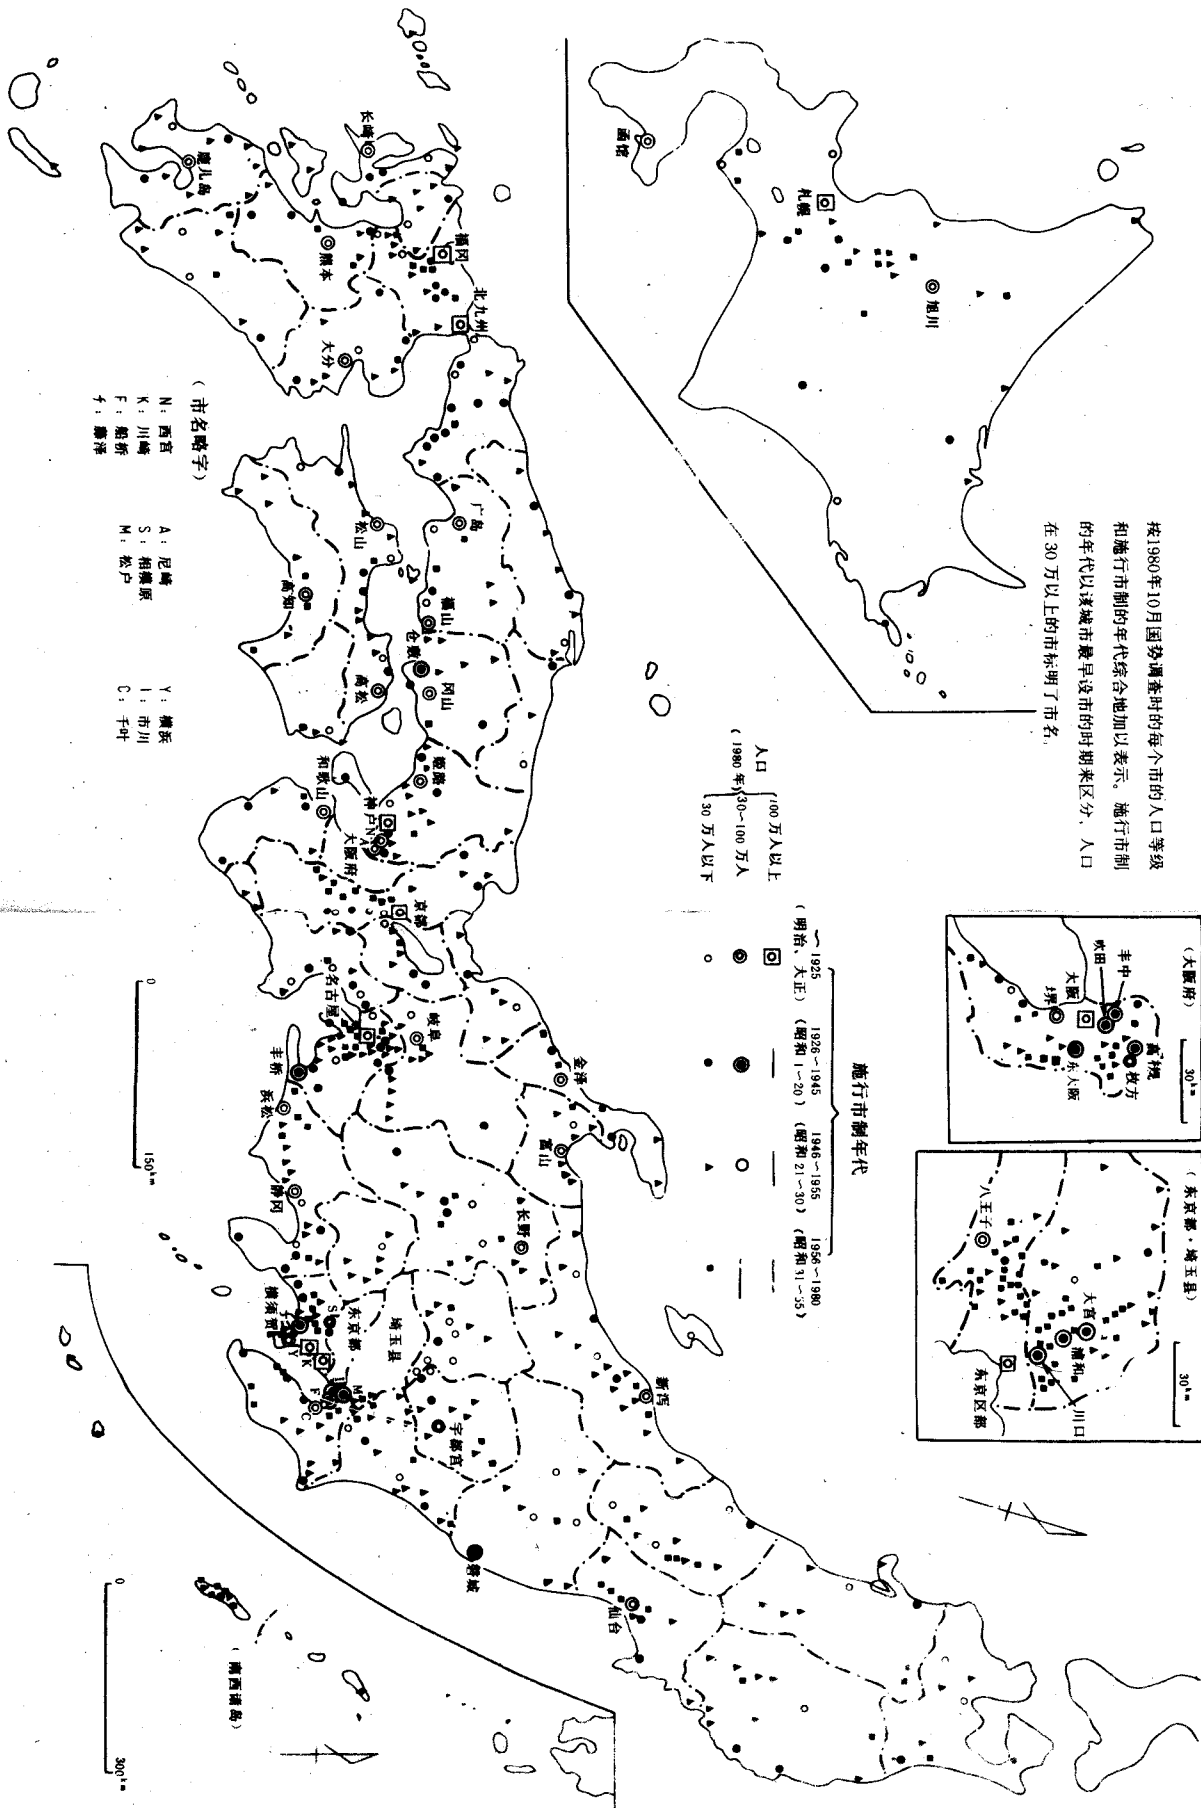 按1980年10月国势调查时的每个市的人口等级
和施行市制的年代综合地加以表示。施行市制
的年代以该城市最早设市的时期来区分，人口
在30万以上的市标明了市名。
函馆
札幌
旭川
人口
(1980年)
100万人以上
30～100万人
30万人以下
施行市制年代
～1925
(明治、大正)
1926～1945
(昭和1～20)
1946～1955
(昭和21～30)
1956～1980
(昭和31～55)
(大阪府)
30km
丰中
吹田
大阪
堺
高槻
枚方
东大阪
(东京都·埼玉县)
30km
八王子
大宫
浦和
川口
东京区部
长崎
鹿儿岛
福冈
熊本
北九州
大分
广岛
松山
高知
福山
仓敷
冈山
高松
姬路
和歌山
神户
N
A
大阪府
京都
名古屋
岐阜
丰桥
浜松
静冈
金泽
富山
长野
横须贺
チ
Y
K
S
东京都
埼玉县
F
I
M
C
宇都宫
新泻
磐城
仙台
(市名略字)
N：西宫 A：尼崎 Y：横浜
K：川崎 S：相模原 I：市川
F：船桥 M：松户 C：千叶
チ：藤泽
0 150km
(南西诸岛)
0 300km